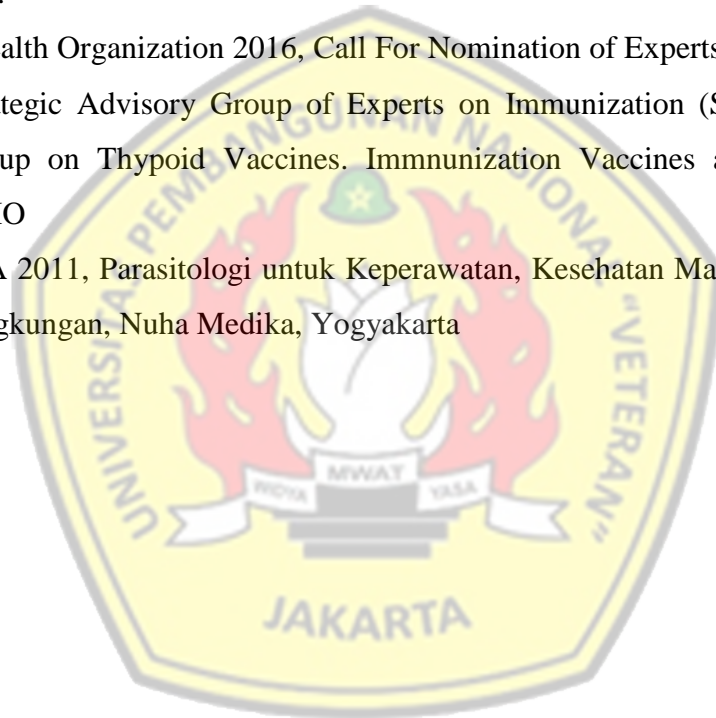 alth Organization 2016, Call For Nomination of Experts
tegic Advisory Group of Experts on Immunization (S
up on Thypoid Vaccines. Immnunization Vaccines a
IO
A 2011, Parasitologi untuk Keperawatan, Kesehatan Ma
gkungan, Nuha Medika, Yogyakarta
UNIVERSITAS PEMBANGUNAN NASIONAL "VETERAN"
WIDYA MWAT YASA
JAKARTA